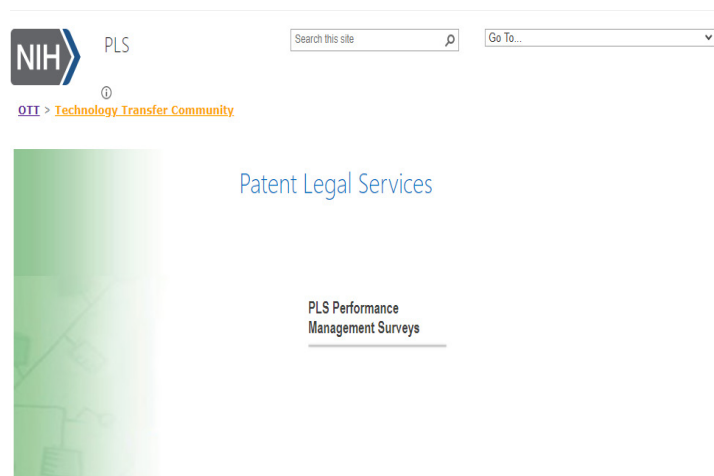 NIH
PLS
Search this site
Go To...
OTT > Technology Transfer Community
Patent Legal Services
PLS Performance
Management Surveys